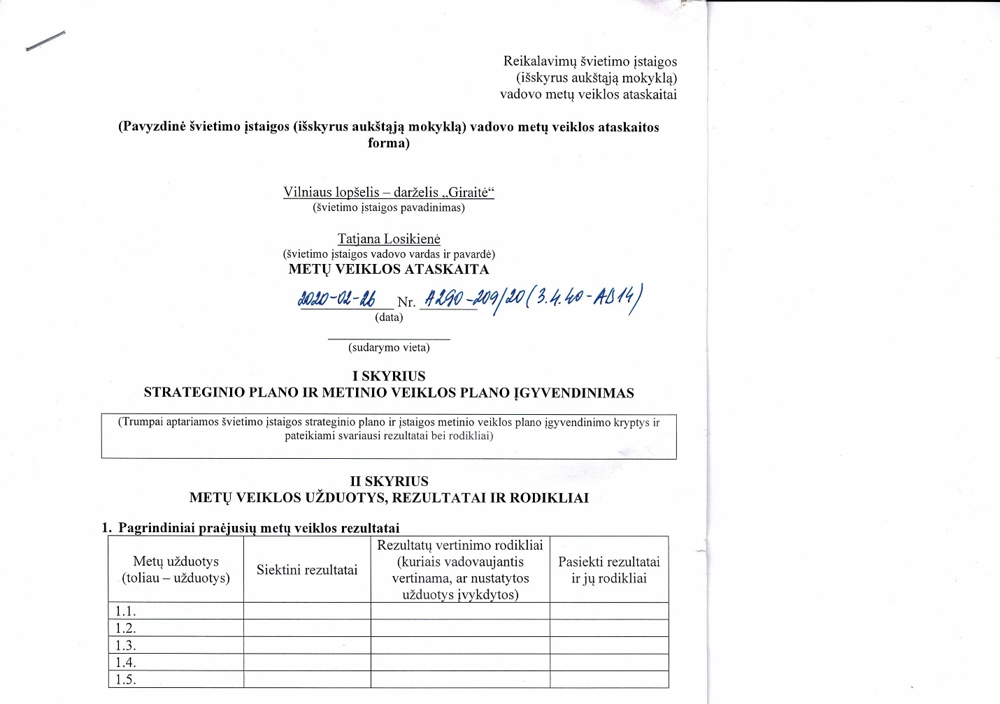 Reikalavimų švietimo įstaigos
(išskyrus aukštąją mokyklą)
vadovo metų veiklos ataskaitai
(Pavyzdinė švietimo įstaigos (išskyrus aukštąją mokyklą) vadovo metų veiklos ataskaitos
forma)
Vilniaus lopšelis – darželis „Giraitė“
(švietimo įstaigos pavadinimas)
Tatjana Losikienė
(švietimo įstaigos vadovo vardas ir pavardė)
METŲ VEIKLOS ATASKAITA
2020-02-26 Nr. A290-209/20(3.4.40-AD14)
(data)
(sudarymo vieta)
I SKYRIUS
STRATEGINIO PLANO IR METINIO VEIKLOS PLANO ĮGYVENDINIMAS
(Trumpai aptariamos švietimo įstaigos strateginio plano ir įstaigos metinio veiklos plano įgyvendinimo kryptys ir
pateikiami svariausi rezultatai bei rodikliai)
II SKYRIUS
METŲ VEIKLOS UŽDUOTYS, REZULTATAI IR RODIKLIAI
1. Pagrindiniai praėjusių metų veiklos rezultatai
Metų užduotys
(toliau – užduotys)
Siektini rezultatai
Rezultatų vertinimo rodikliai
(kuriais vadovaujantis
vertinama, ar nustatytos
užduotys įvykdytos)
Pasiekti rezultatai
ir jų rodikliai
1.1.
1.2.
1.3.
1.4.
1.5.